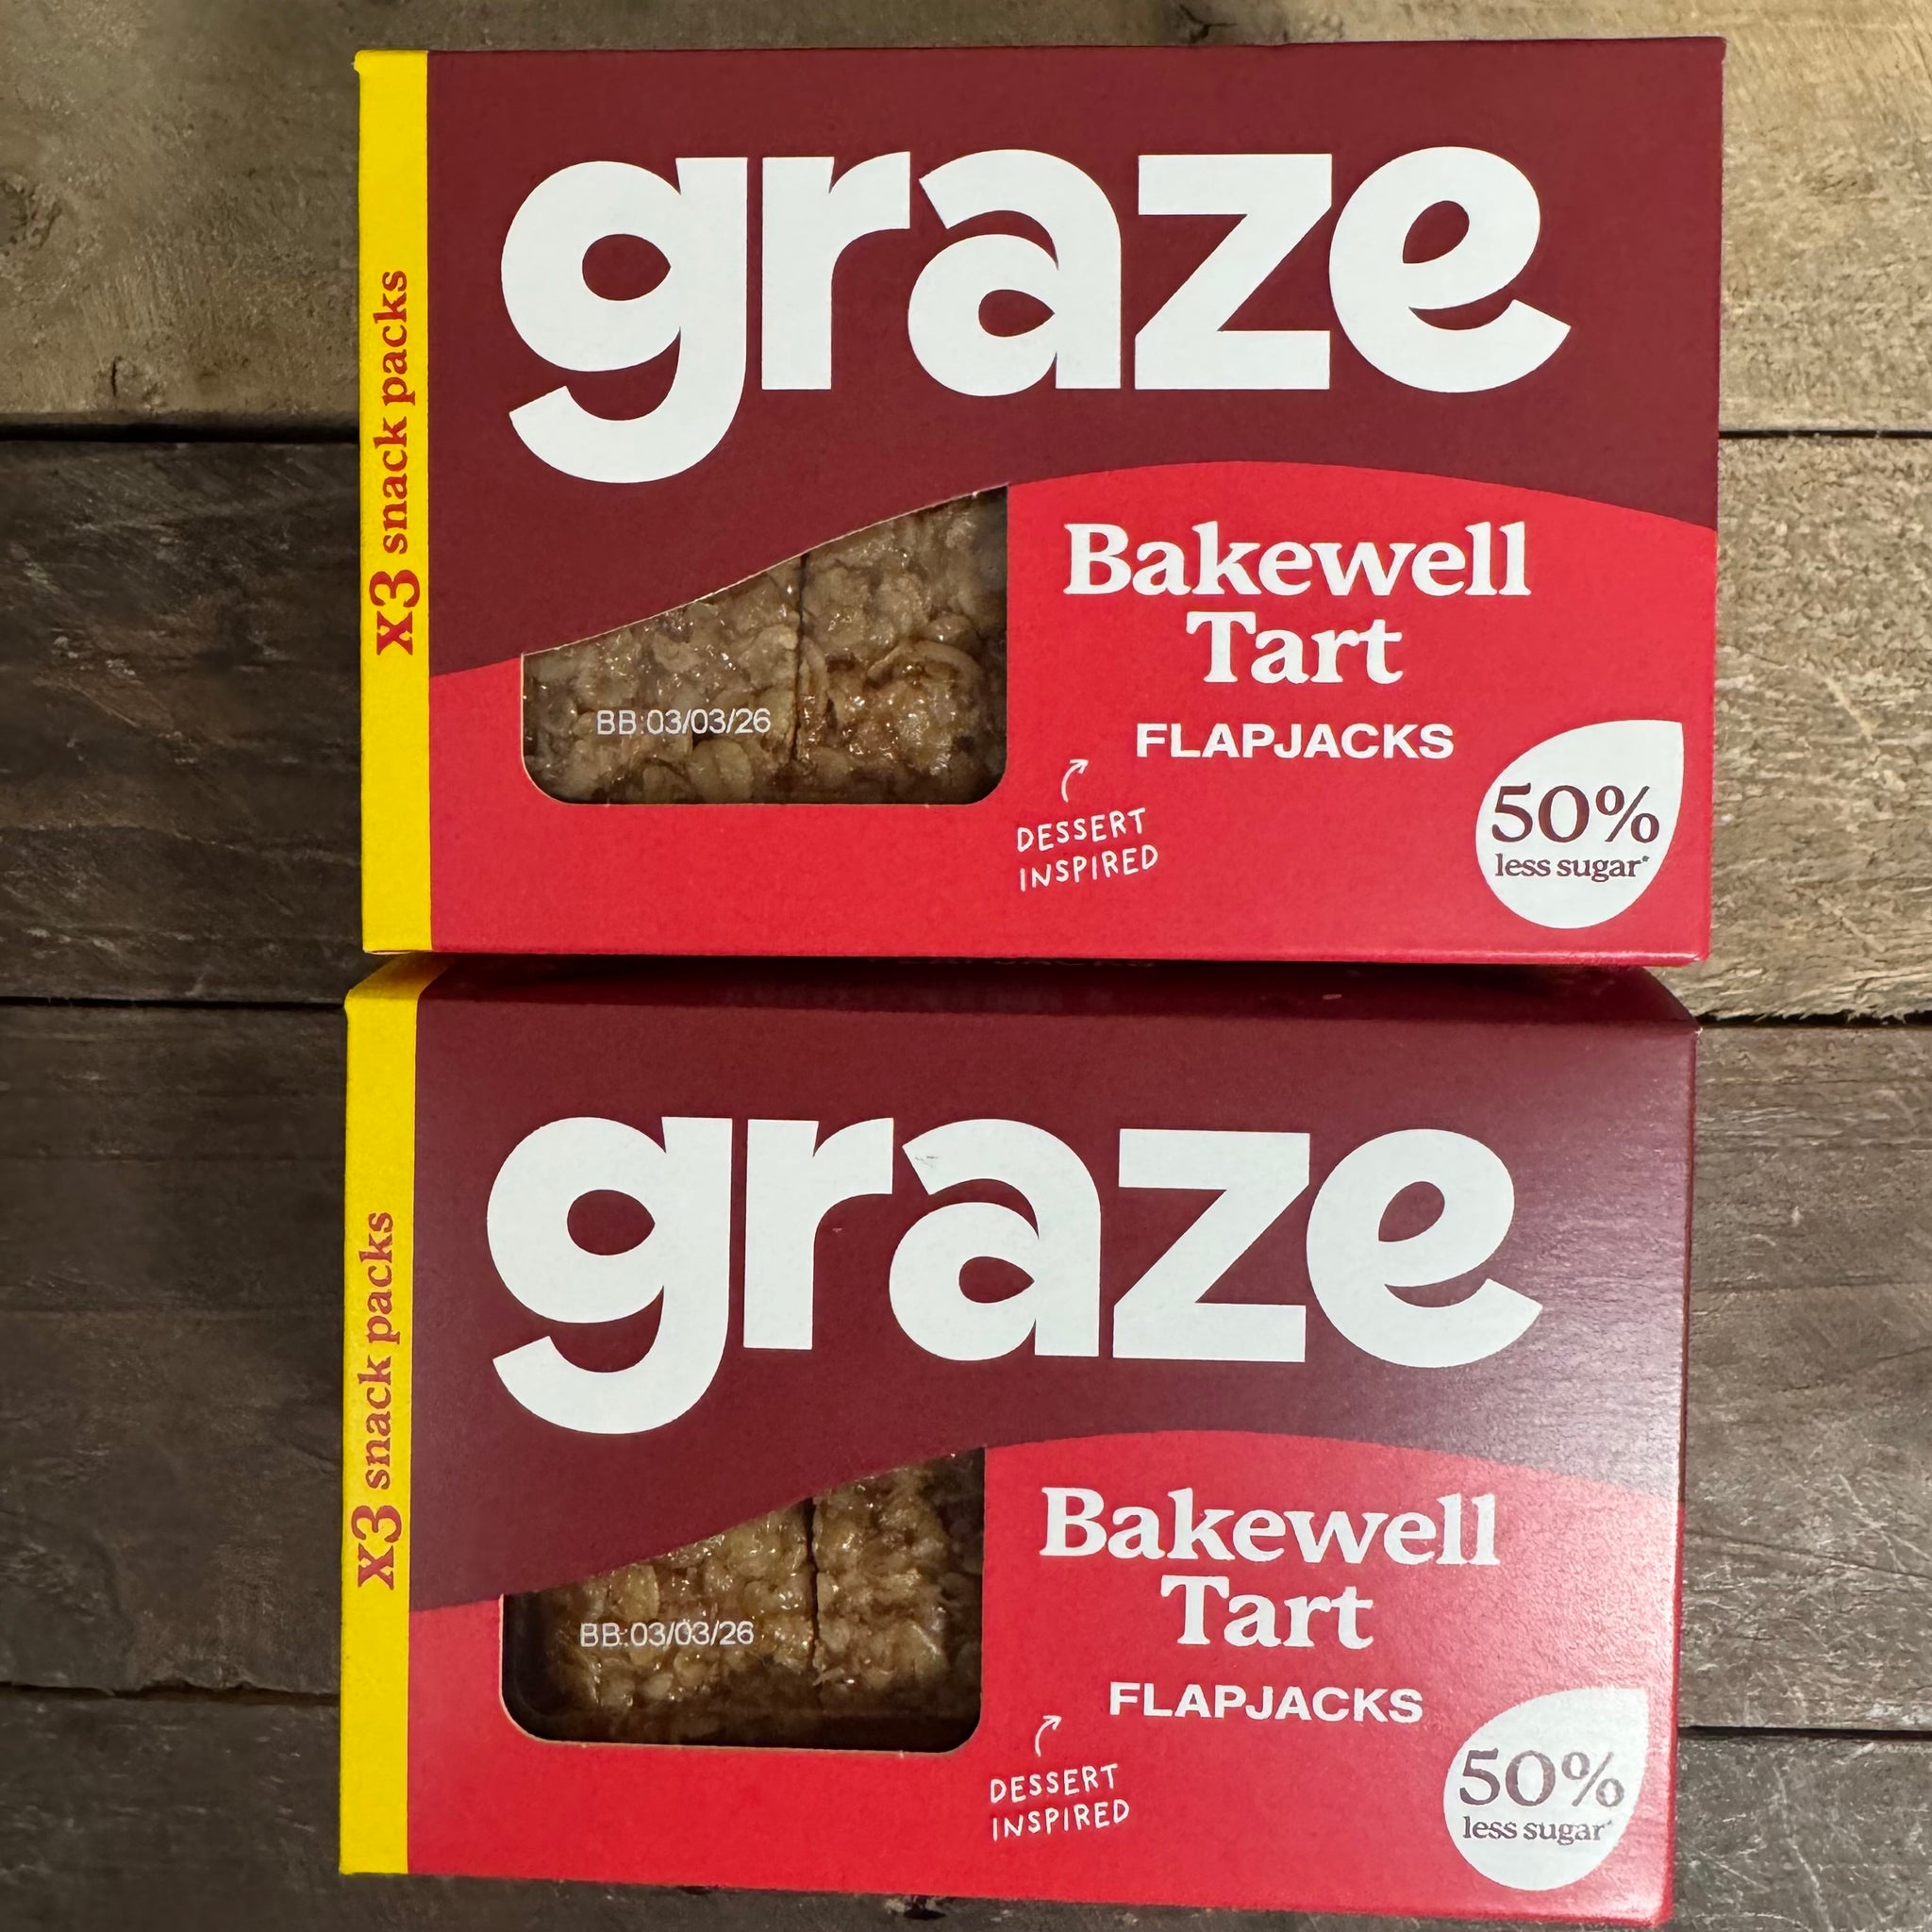 graze
x3 snack packs
Bakewell
Tart
FLAPJACKS
BB:03/03/26
DESSERT
INSPIRED
50%
less sugar*
graze
x3 snack packs
Bakewell
Tart
FLAPJACKS
BB:03/03/26
DESSERT
INSPIRED
50%
less sugar*